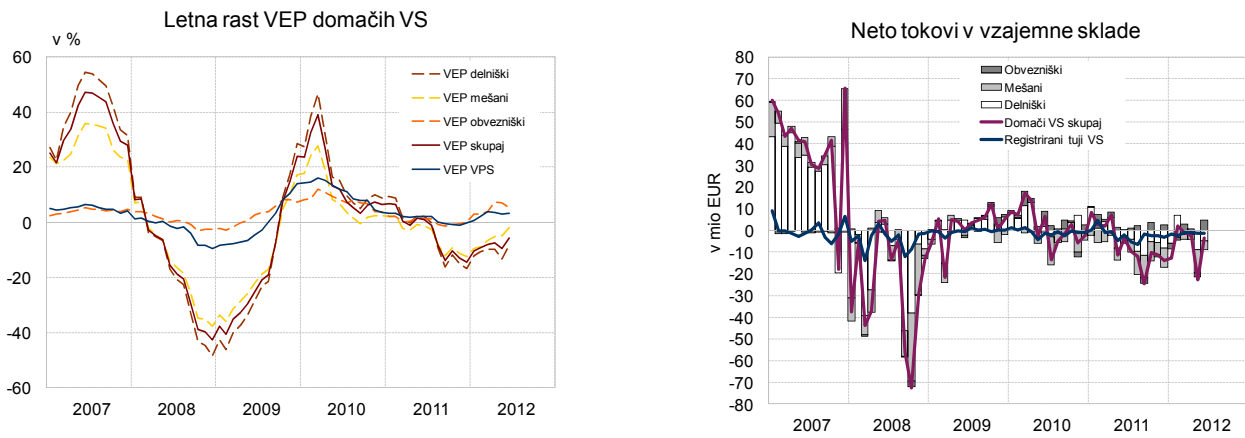 Letna rast VEP domačih VS
v %
60
40
20
0
-20
-40
-60
VEP delniški
VEP mešani
VEP obvezniški
VEP skupaj
VEP VPS
2007 2008 2009 2010 2011 2012
Neto tokovi v vzajemne sklade
v mio EUR
80
70
60
50
40
30
20
10
0
-10
-20
-30
-40
-50
-60
-70
-80
Obvezniški
Mešani
Delniški
Domači VS skupaj
Registrirani tuji VS
2007 2008 2009 2010 2011 2012